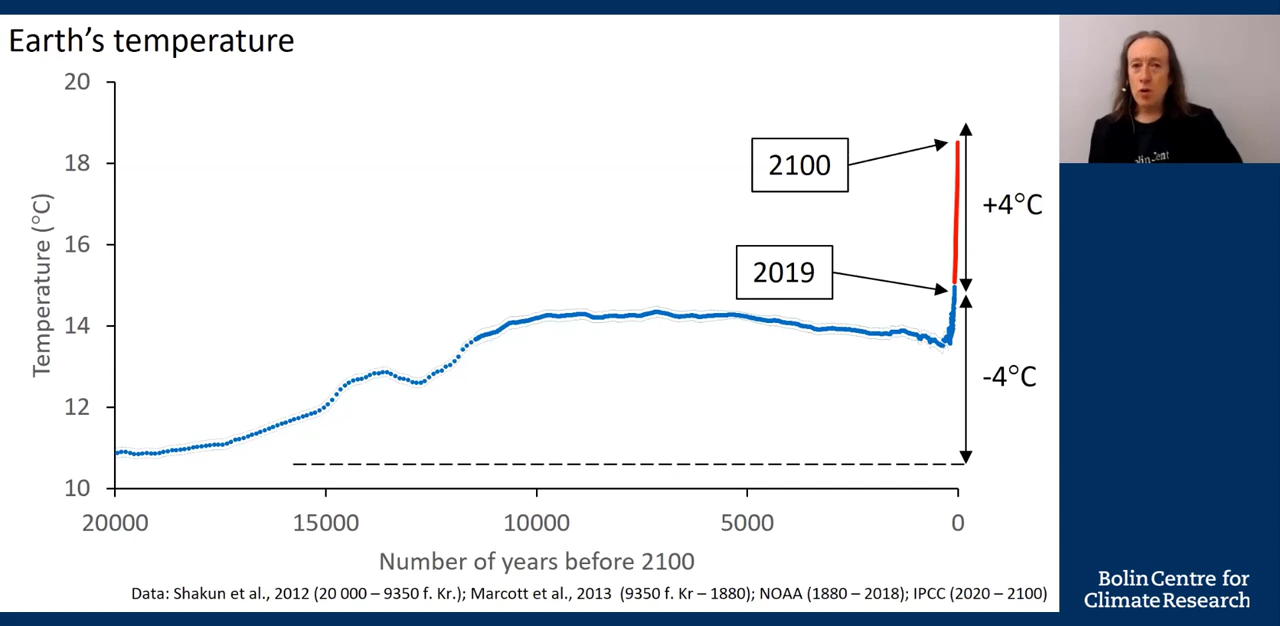 Earth's temperature
20
18
16
14
12
10
Temperature (°C)
2100
2019
+4°C
-4°C
20000
15000
10000
5000
0
Number of years before 2100
Data: Shakun et al., 2012 (20 000 – 9350 f. Kr.); Marcott et al., 2013 (9350 f. Kr – 1880); NOAA (1880 – 2018); IPCC (2020 – 2100)
Bolin Centre for
Climate Research